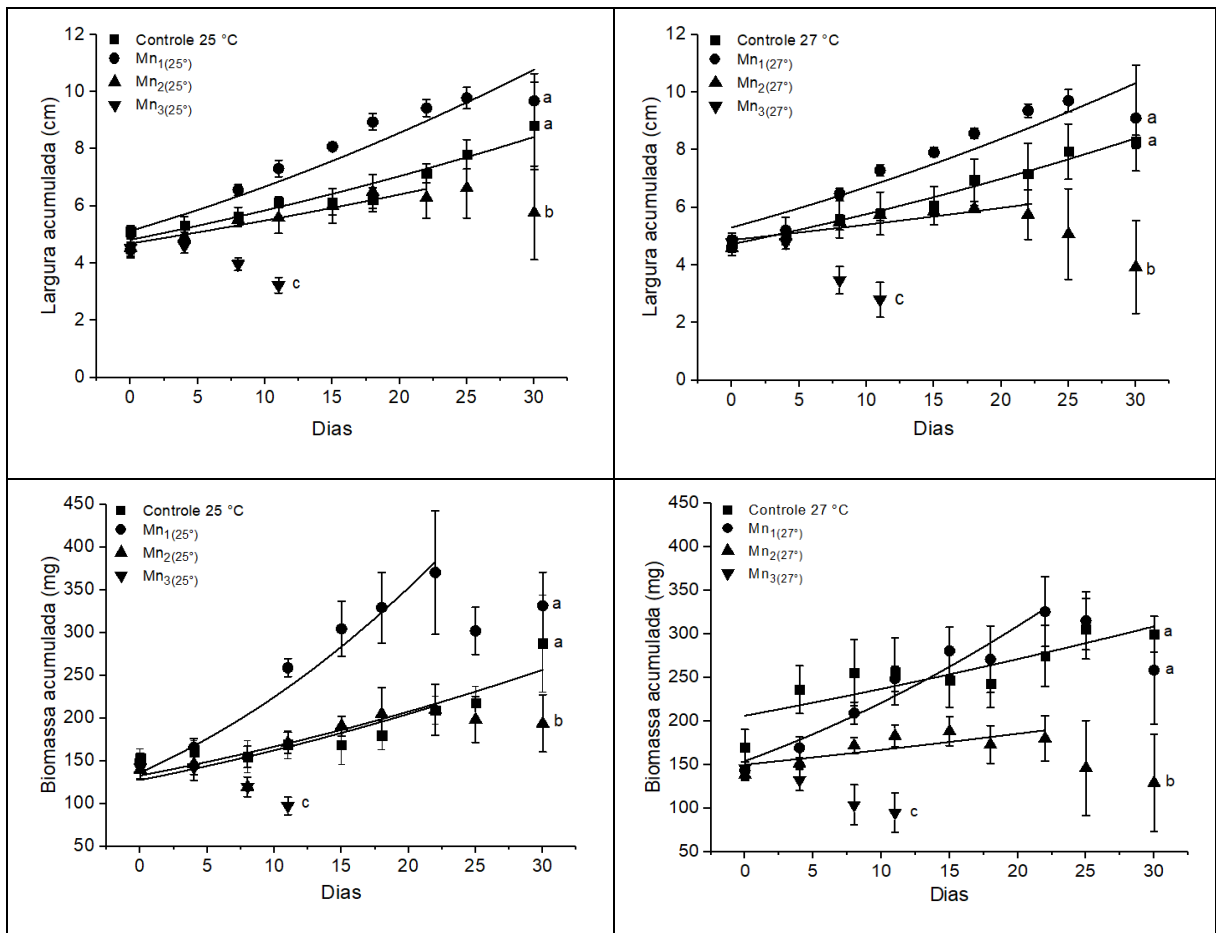 Largura acumulada (cm)
12
10
8
6
4
2
0
Controle 25 °C
Mn1(25°)
Mn2(25°)
Mn3(25°)
a
a
b
c
0 5 10 15 20 25 30
Dias
Largura acumulada (cm)
12
10
8
6
4
2
0
Controle 27 °C
Mn1(27°)
Mn2(27°)
Mn3(27°)
a
a
b
c
0 5 10 15 20 25 30
Dias
Biomassa acumulada (mg)
450
400
350
300
250
200
150
100
50
Controle 25 °C
Mn1(25°)
Mn2(25°)
Mn3(25°)
a
a
b
c
0 5 10 15 20 25 30
Dias
Biomassa acumulada (mg)
450
400
350
300
250
200
150
100
50
Controle 27 °C
Mn1(27°)
Mn2(27°)
Mn3(27°)
a
a
b
c
0 5 10 15 20 25 30
Dias